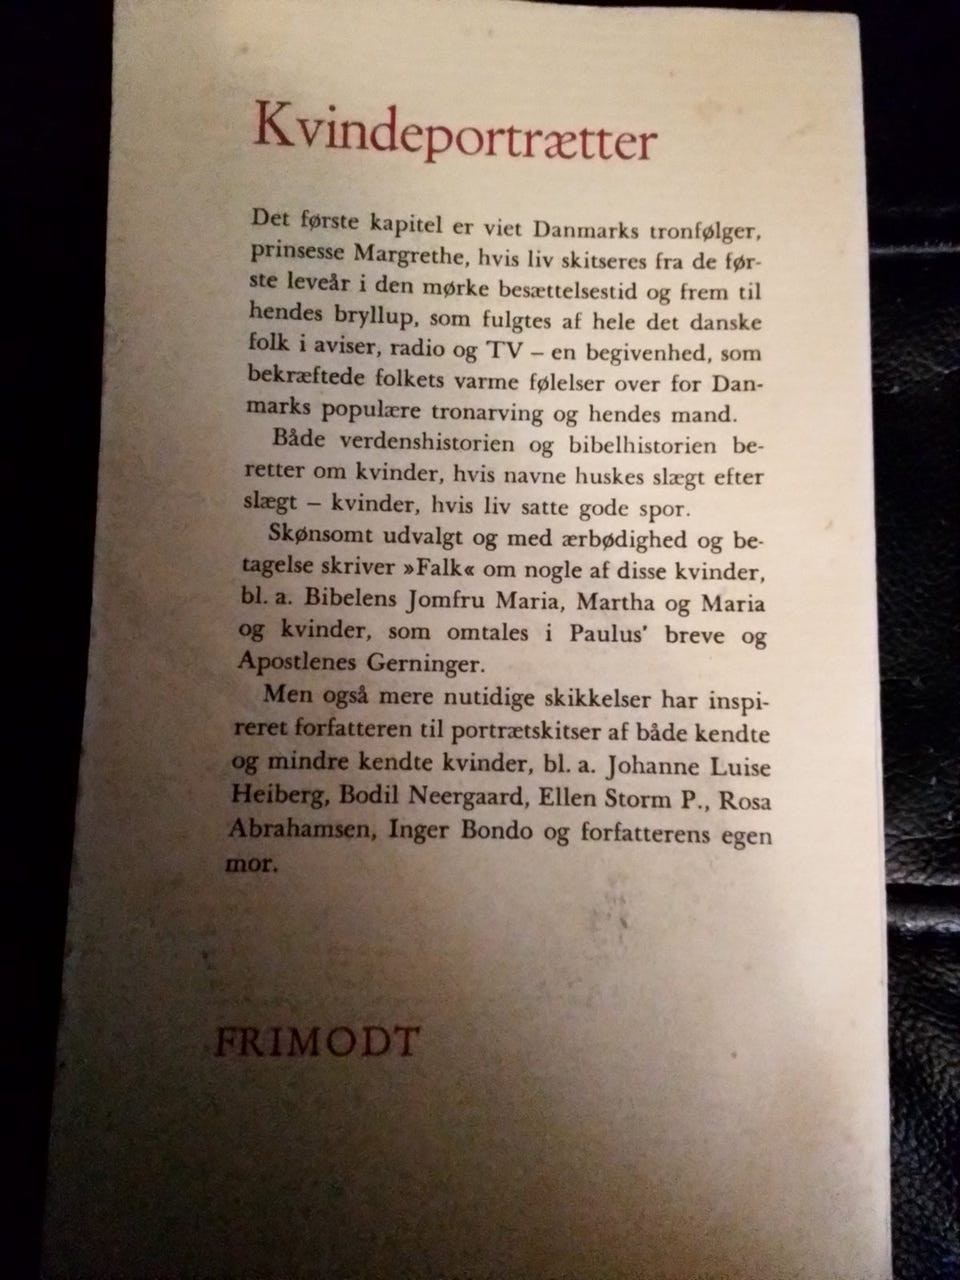 Kvindeportrætter
Det første kapitel er viet Danmarks tronfølger,
prinsesse Margrethe, hvis liv skitseres fra de før-
ste leveår i den mørke besættelsestid og frem til
hendes bryllup, som fulgtes af hele det danske
folk i aviser, radio og TV – en begivenhed, som
bekræftede folkets varme følelser over for Dan-
marks populære tronarving og hendes mand.
Både verdenshistorien og bibelhistorien be-
retter om kvinder, hvis navne huskes slægt efter
slægt – kvinder, hvis liv satte gode spor.
Skønsomt udvalgt og med ærbødighed og be-
tagelse skriver »Falk« om nogle af disse kvinder,
bl. a. Bibelens Jomfru Maria, Martha og Maria
og kvinder, som omtales i Paulus' breve og
Apostlenes Gerninger.
Men også mere nutidige skikkelser har inspi-
reret forfatteren til portrætskitser af både kendte
og mindre kendte kvinder, bl. a. Johanne Luise
Heiberg, Bodil Neergaard, Ellen Storm P., Rosa
Abrahamsen, Inger Bondo og forfatterens egen
mor.
FRIMODT